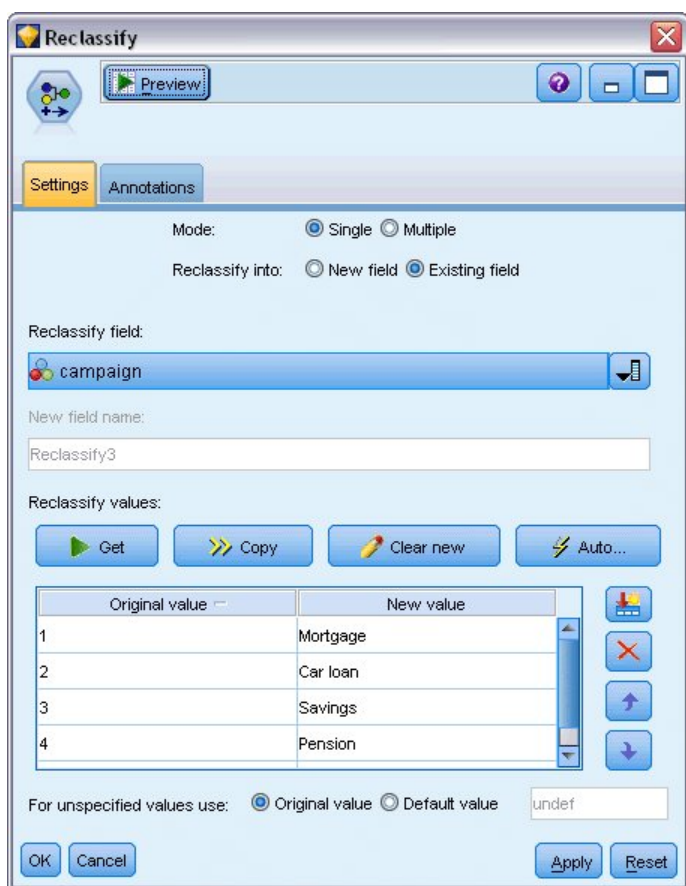 Reclassify
Preview
Settings Annotations
Mode: Single Multiple
Reclassify into: New field Existing field
Reclassify field:
campaign
New field name:
Reclassify3
Reclassify values:
Get Copy Clear new Auto...
Original value New value
1 Mortgage
2 Car loan
3 Savings
4 Pension
For unspecified values use: Original value Default value undef
OK Cancel Apply Reset